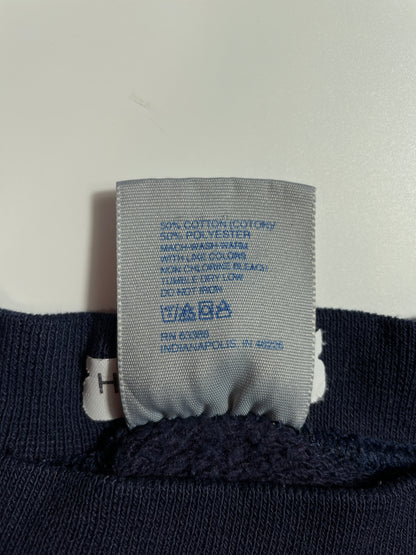 50% COTTON (COTON)/
50% POLYESTER
MACH-WASH-WARM
WITH LIKE COLORS
NON CHLORINE BLEACH
TUMBLE DRY LOW
DO NOT IRON
RN 63380
INDIANAPOLIS IN 46226
H